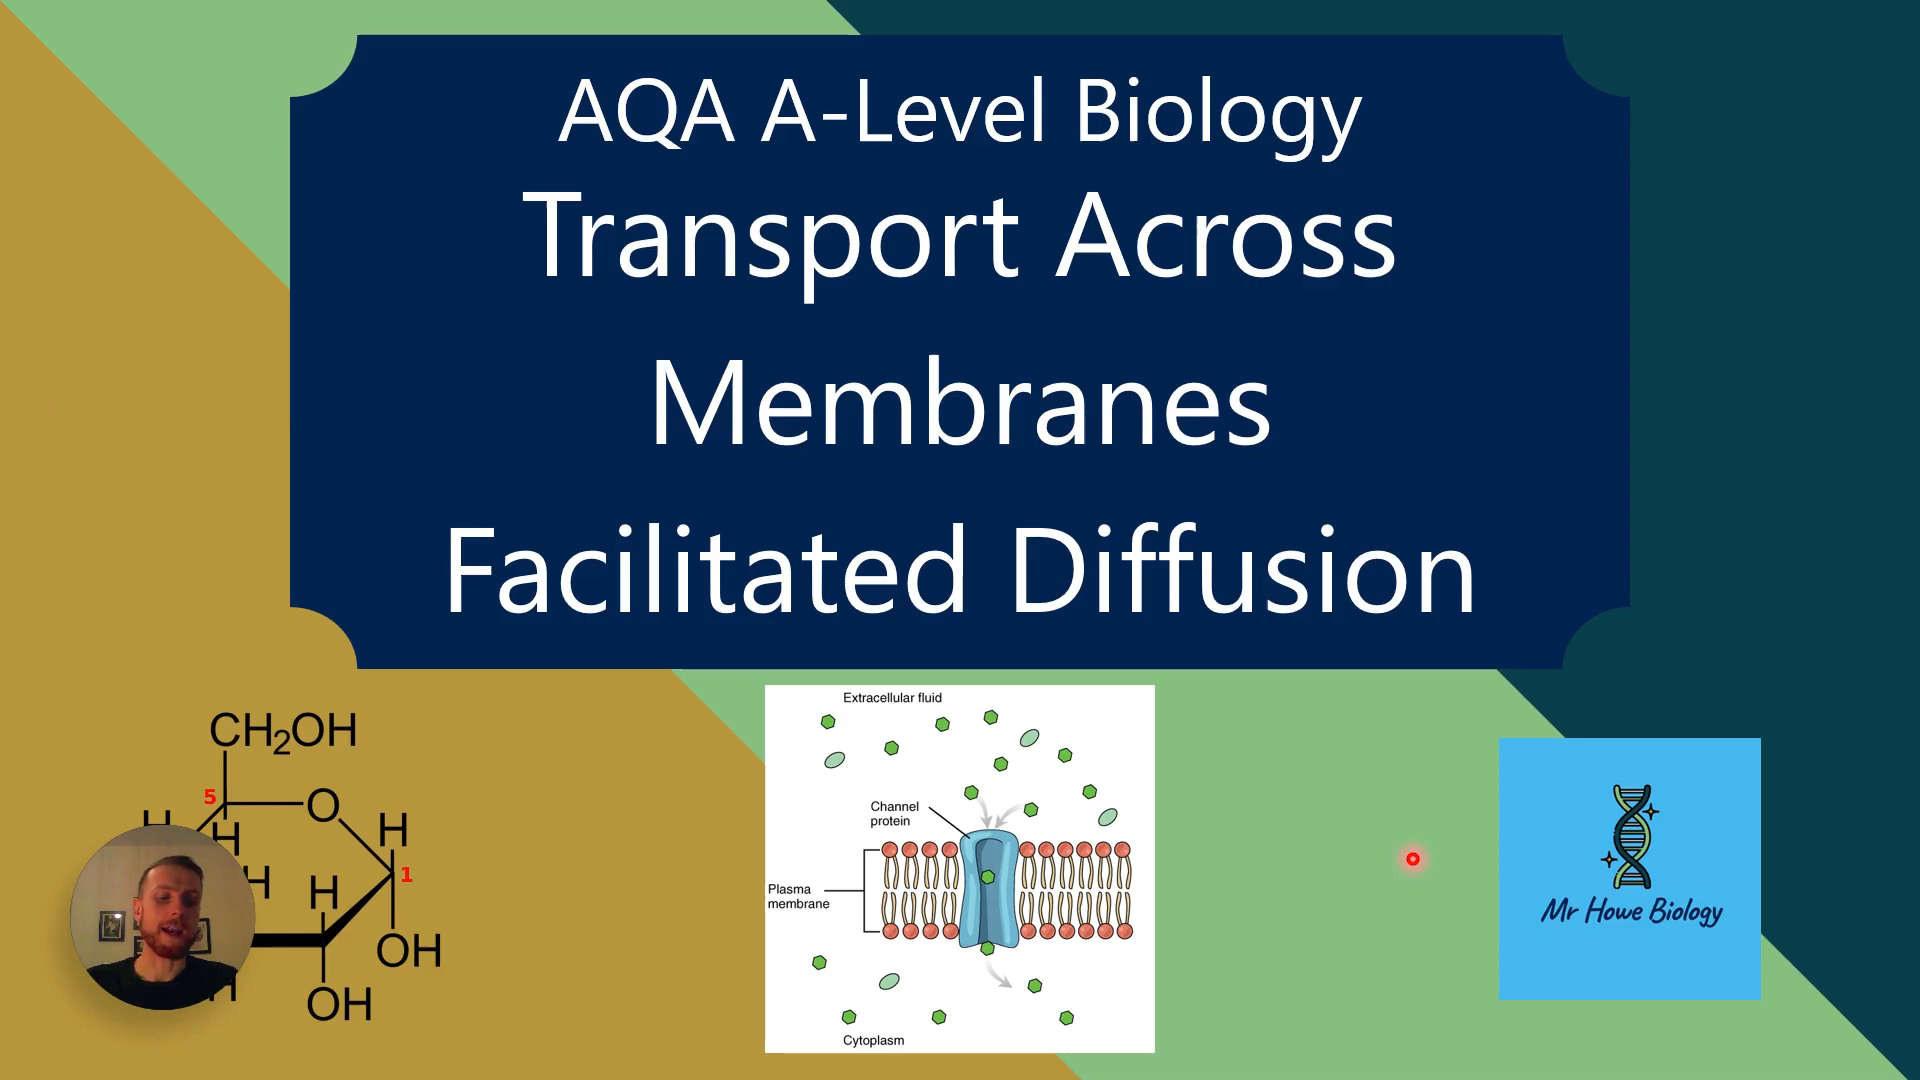 AQA A-Level Biology
Transport Across
Membranes
Facilitated Diffusion
CH2OH
5
O
H
H
H
H
1
H
OH
H
OH
Extracellular fluid
Channel
protein
Plasma
membrane
Cytoplasm
Mr Howe Biology